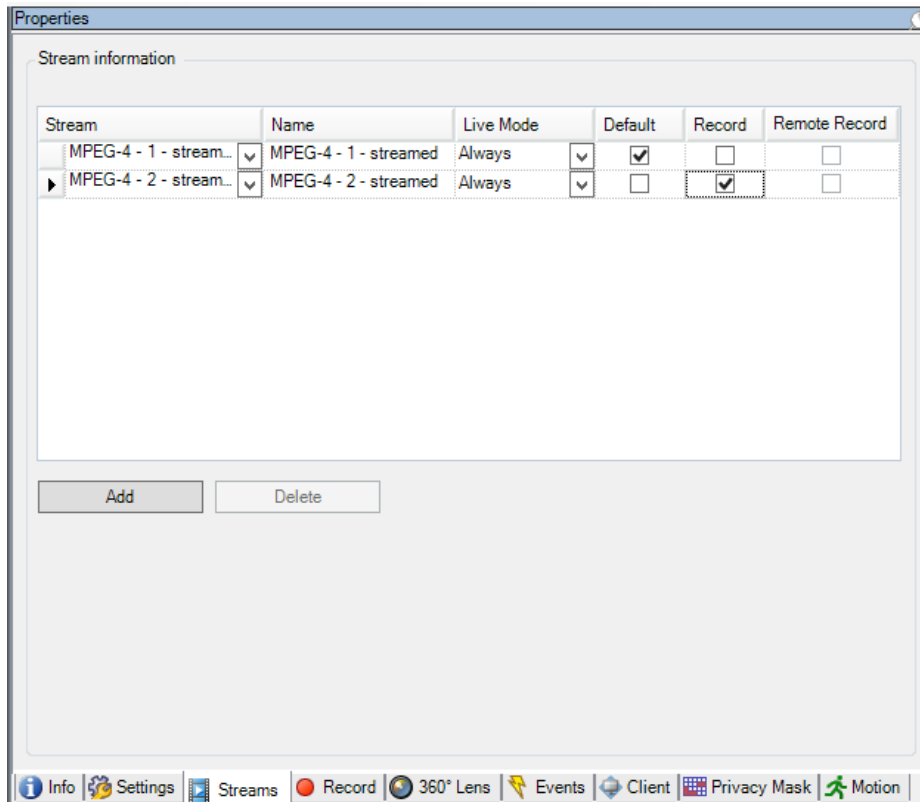 Properties
Stream information
Stream Name Live Mode Default Record Remote Record
MPEG-4 - 1 - stream... MPEG-4 - 1 - streamed Always
MPEG-4 - 2 - stream... MPEG-4 - 2 - streamed Always
Add Delete
Info Settings Streams Record 360° Lens Events Client Privacy Mask Motion